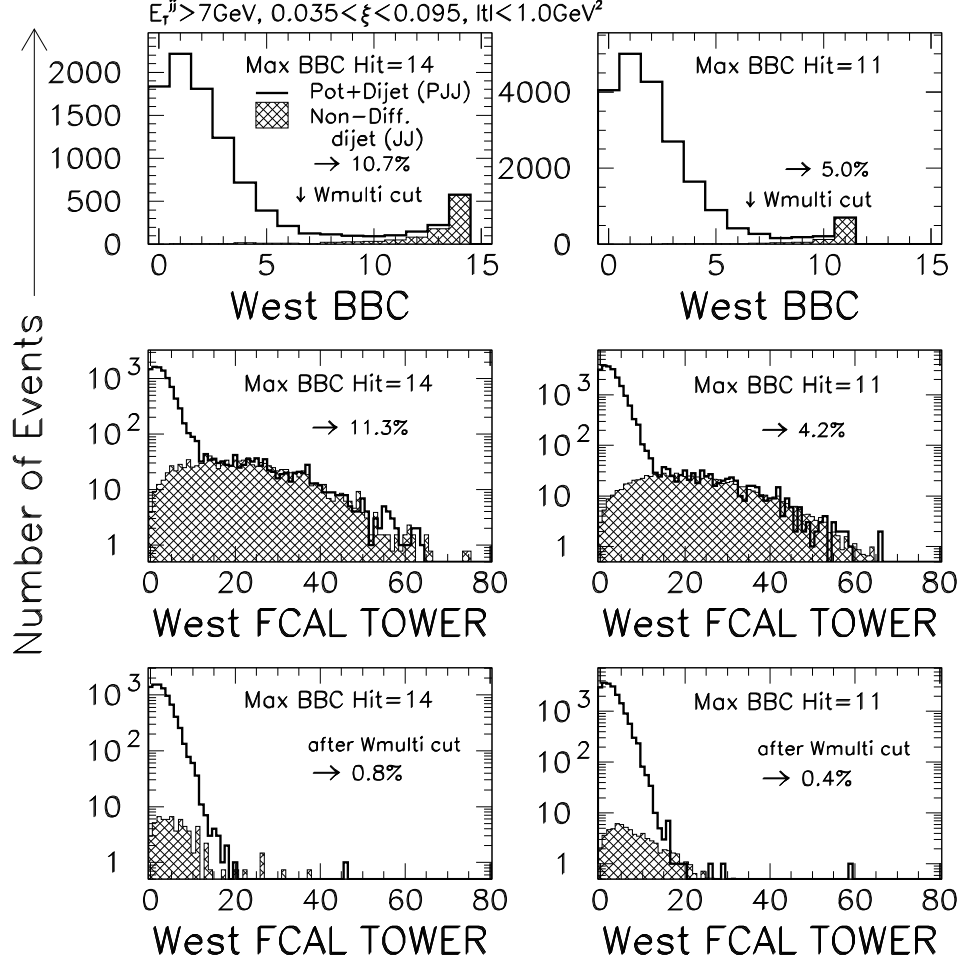 E_T^jj>7GeV, 0.035<ξ<0.095, |t|<1.0GeV²
Number of Events
Max BBC Hit=14
Pot+Dijet (PJJ)
Non-Diff.
dijet (JJ)
→ 10.7%
↓ Wmulti cut
2000
1500
1000
500
0
0 5 10 15
West BBC
Max BBC Hit=11
→ 5.0%
↓ Wmulti cut
4000
2000
0
0 5 10 15
West BBC
Max BBC Hit=14
→ 11.3%
10³
10²
10
1
0 20 40 60 80
West FCAL TOWER
Max BBC Hit=11
→ 4.2%
10³
10²
10
1
0 20 40 60 80
West FCAL TOWER
Max BBC Hit=14
after Wmulti cut
→ 0.8%
10³
10²
10
1
0 20 40 60 80
West FCAL TOWER
Max BBC Hit=11
after Wmulti cut
→ 0.4%
10³
10²
10
1
0 20 40 60 80
West FCAL TOWER